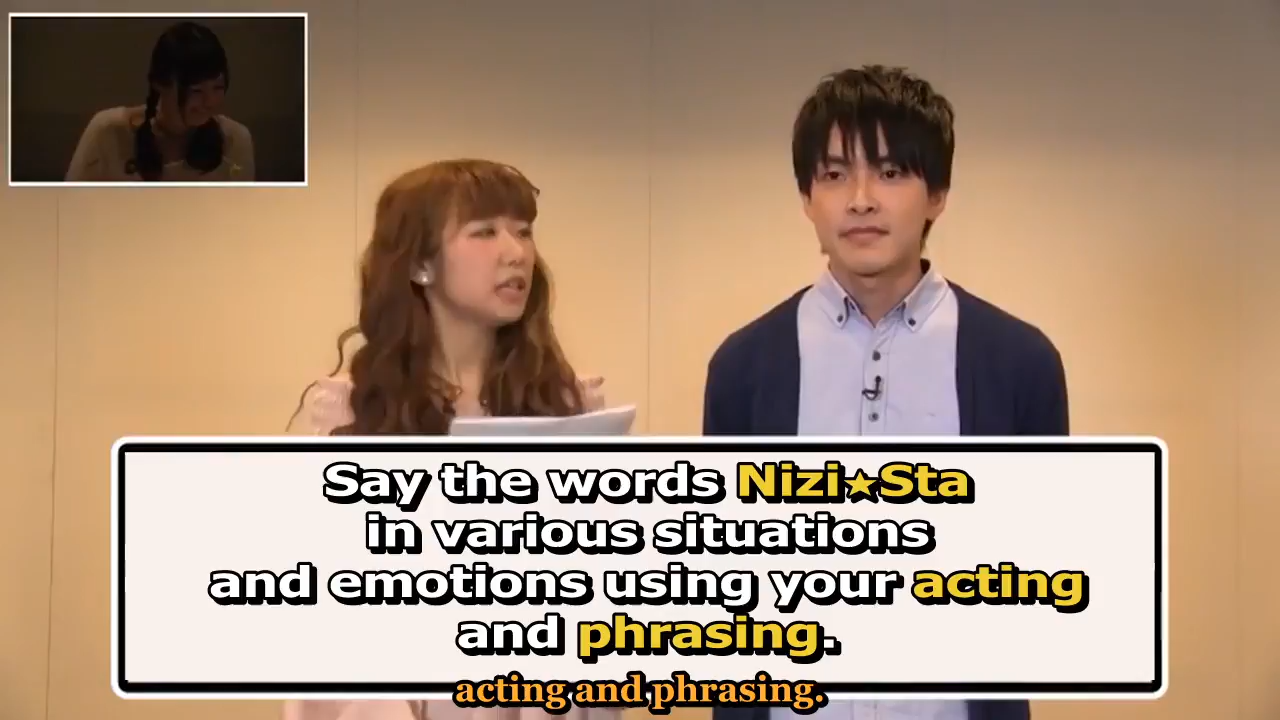 Say the words Nizi★Sta
in various situations
and emotions using your acting
and phrasing.
acting and phrasing.